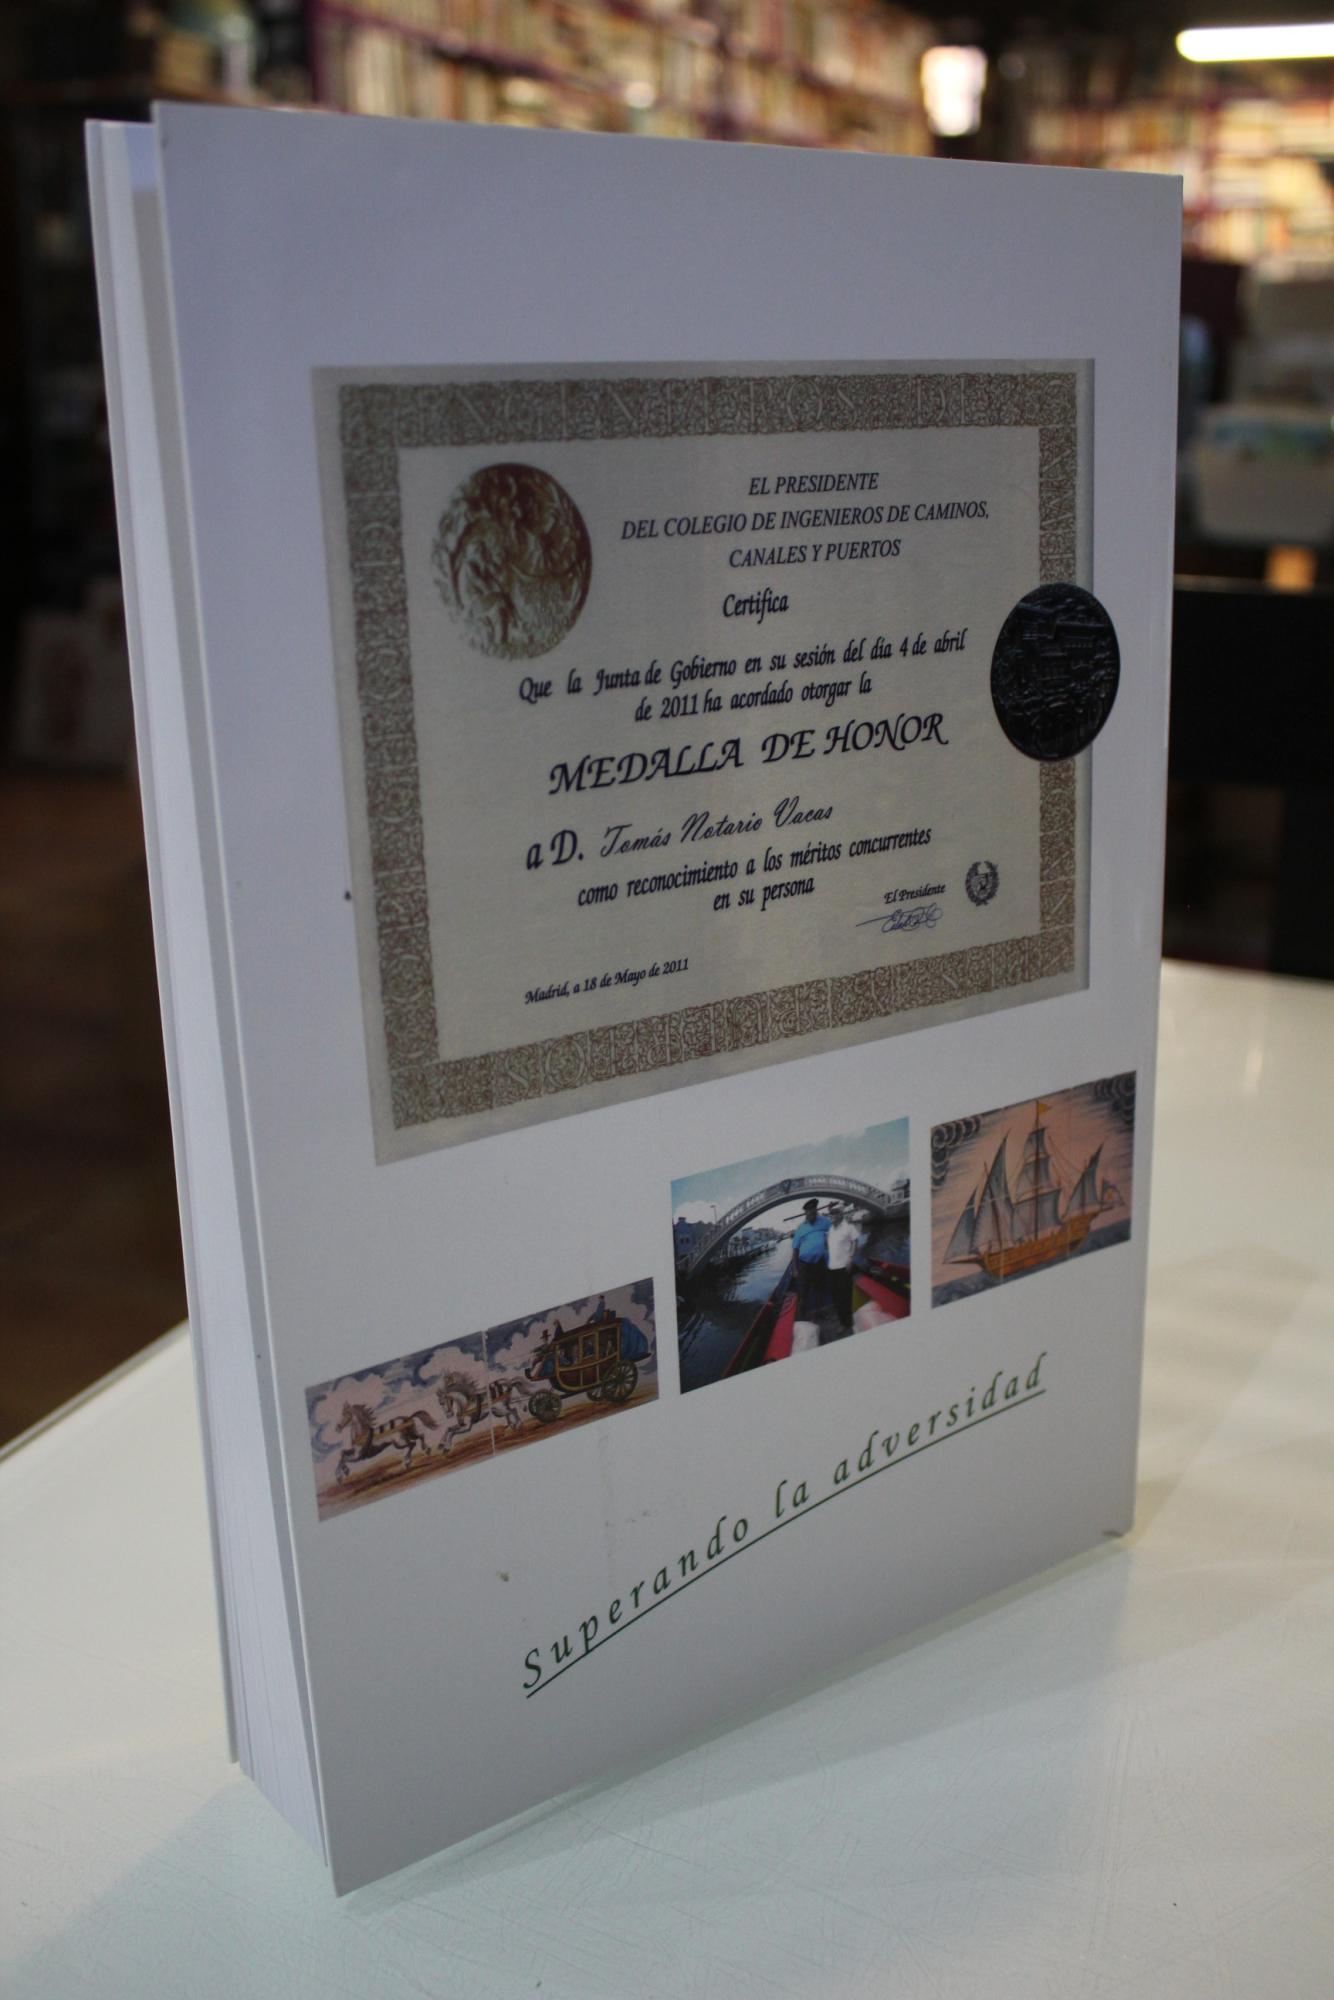 INGENIEROS DE
EL PRESIDENTE
DEL COLEGIO DE INGENIEROS DE CAMINOS,
CANALES Y PUERTOS
Certifica
Que la Junta de Gobierno en su sesión del día 4 de abril
de 2011 ha acordado otorgar la
MEDALLA DE HONOR
a D. Tomás Notario Vacas
como reconocimiento a los méritos concurrentes
en su persona
El Presidente
Madrid, a 18 de Mayo de 2011
Superando la adversidad